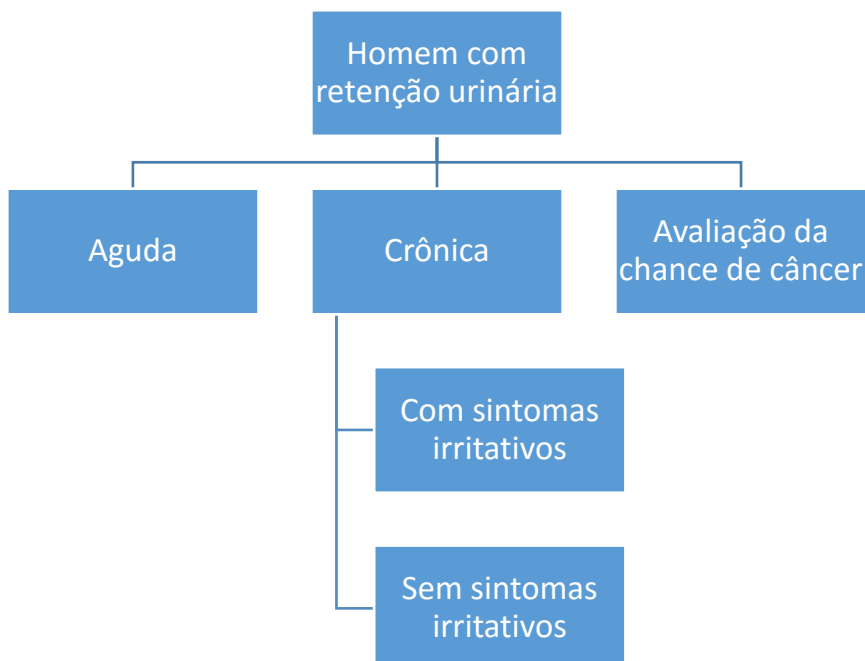 Homem com
retenção urinária
Aguda
Crônica
Avaliação da
chance de câncer
Com sintomas
irritativos
Sem sintomas
irritativos